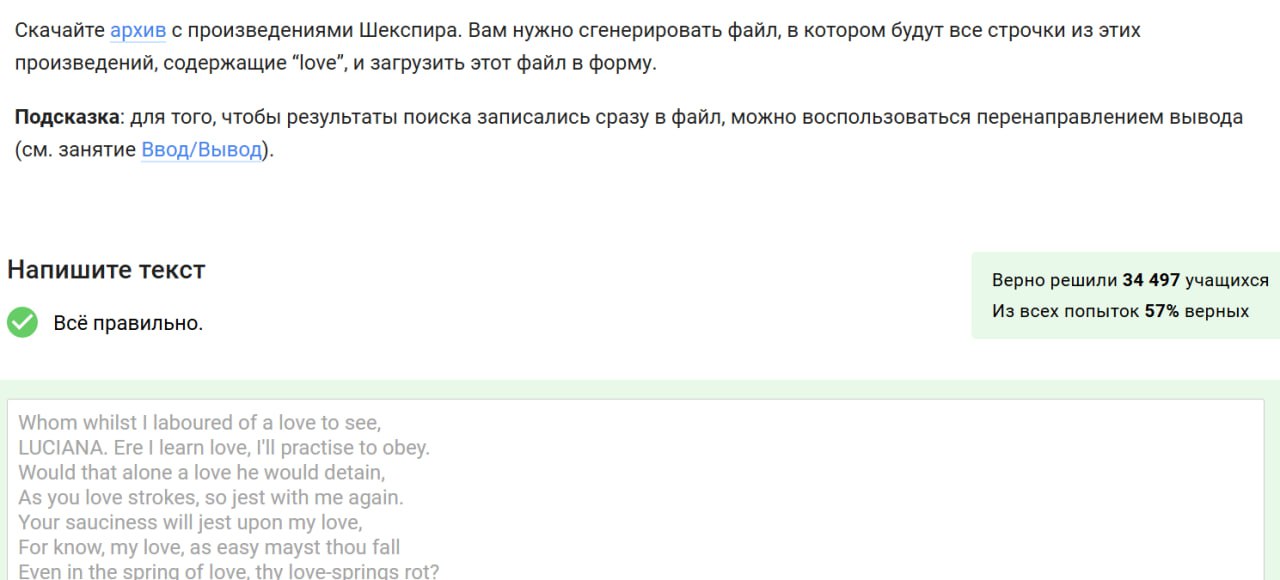 Скачайте архив с произведениями Шекспира. Вам нужно сгенерировать файл, в котором будут все строчки из этих
произведений, содержащие “love”, и загрузить этот файл в форму.
Подсказка: для того, чтобы результаты поиска записались сразу в файл, можно воспользоваться перенаправлением вывода
(см. занятие Ввод/Вывод).
Напишите текст
Всё правильно.
Верно решили 34 497 учащихся
Из всех попыток 57% верных
Whom whilst I laboured of a love to see,
LUCIANA. Ere I learn love, I'll practise to obey.
Would that alone a love he would detain,
As you love strokes, so jest with me again.
Your sauciness will jest upon my love,
For know, my love, as easy mayst thou fall
Even in the spring of love, thy love-springs rot?